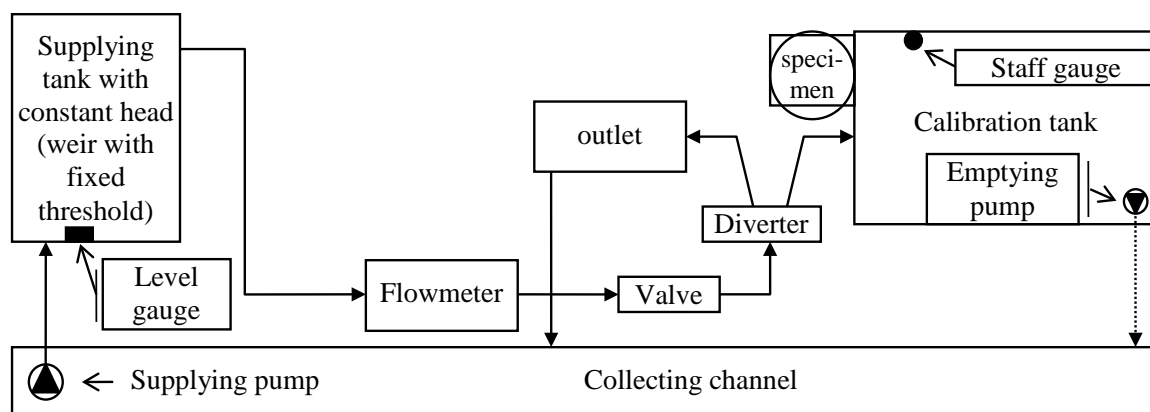 Supplying
tank with
constant head
(weir with
fixed
threshold)
Level
gauge
Flowmeter
outlet
Valve
Diverter
speci-
men
Staff gauge
Calibration tank
Emptying
pump
Supplying pump
Collecting channel